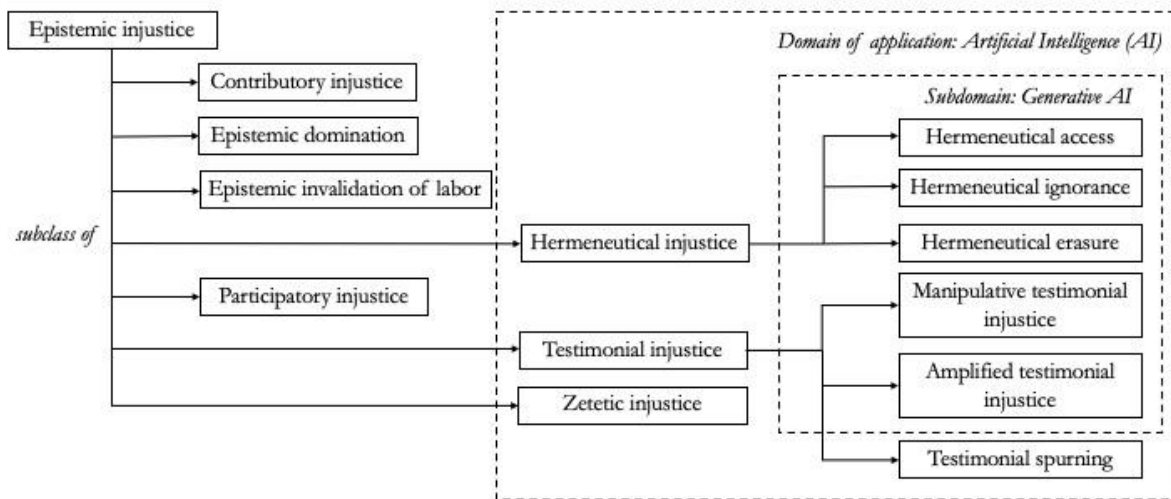 Epistemic injustice
Domain of application: Artificial Intelligence (AI)
Contributory injustice
Subdomain: Generative AI
Epistemic domination
Hermeneutical access
Epistemic invalidation of labor
Hermeneutical ignorance
subclass of
Hermeneutical injustice
Hermeneutical erasure
Participatory injustice
Manipulative testimonial
injustice
Testimonial injustice
Amplified testimonial
injustice
Zetetic injustice
Testimonial spurning